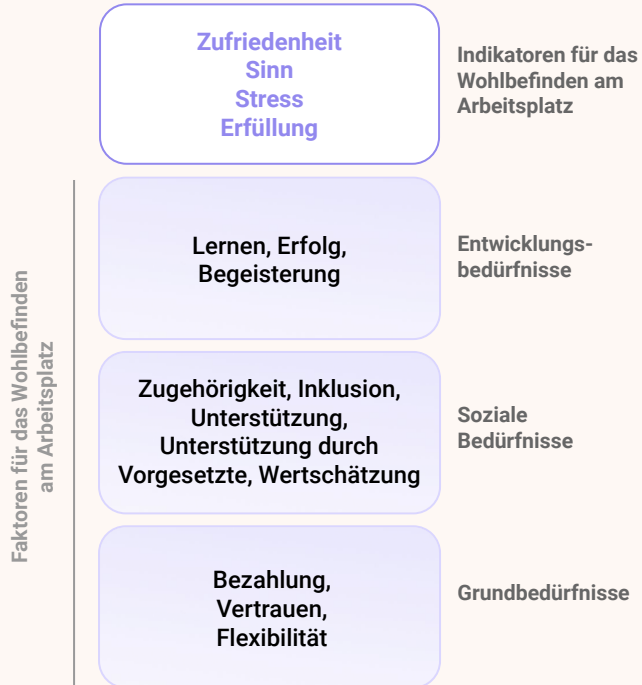 Zufriedenheit
Sinn
Stress
Erfüllung
Indikatoren für das
Wohlbefinden am
Arbeitsplatz
Faktoren für das Wohlbefinden
am Arbeitsplatz
Lernen, Erfolg,
Begeisterung
Entwicklungs-
bedürfnisse
Zugehörigkeit, Inklusion,
Unterstützung,
Unterstützung durch
Vorgesetzte, Wertschätzung
Soziale
Bedürfnisse
Bezahlung,
Vertrauen,
Flexibilität
Grundbedürfnisse